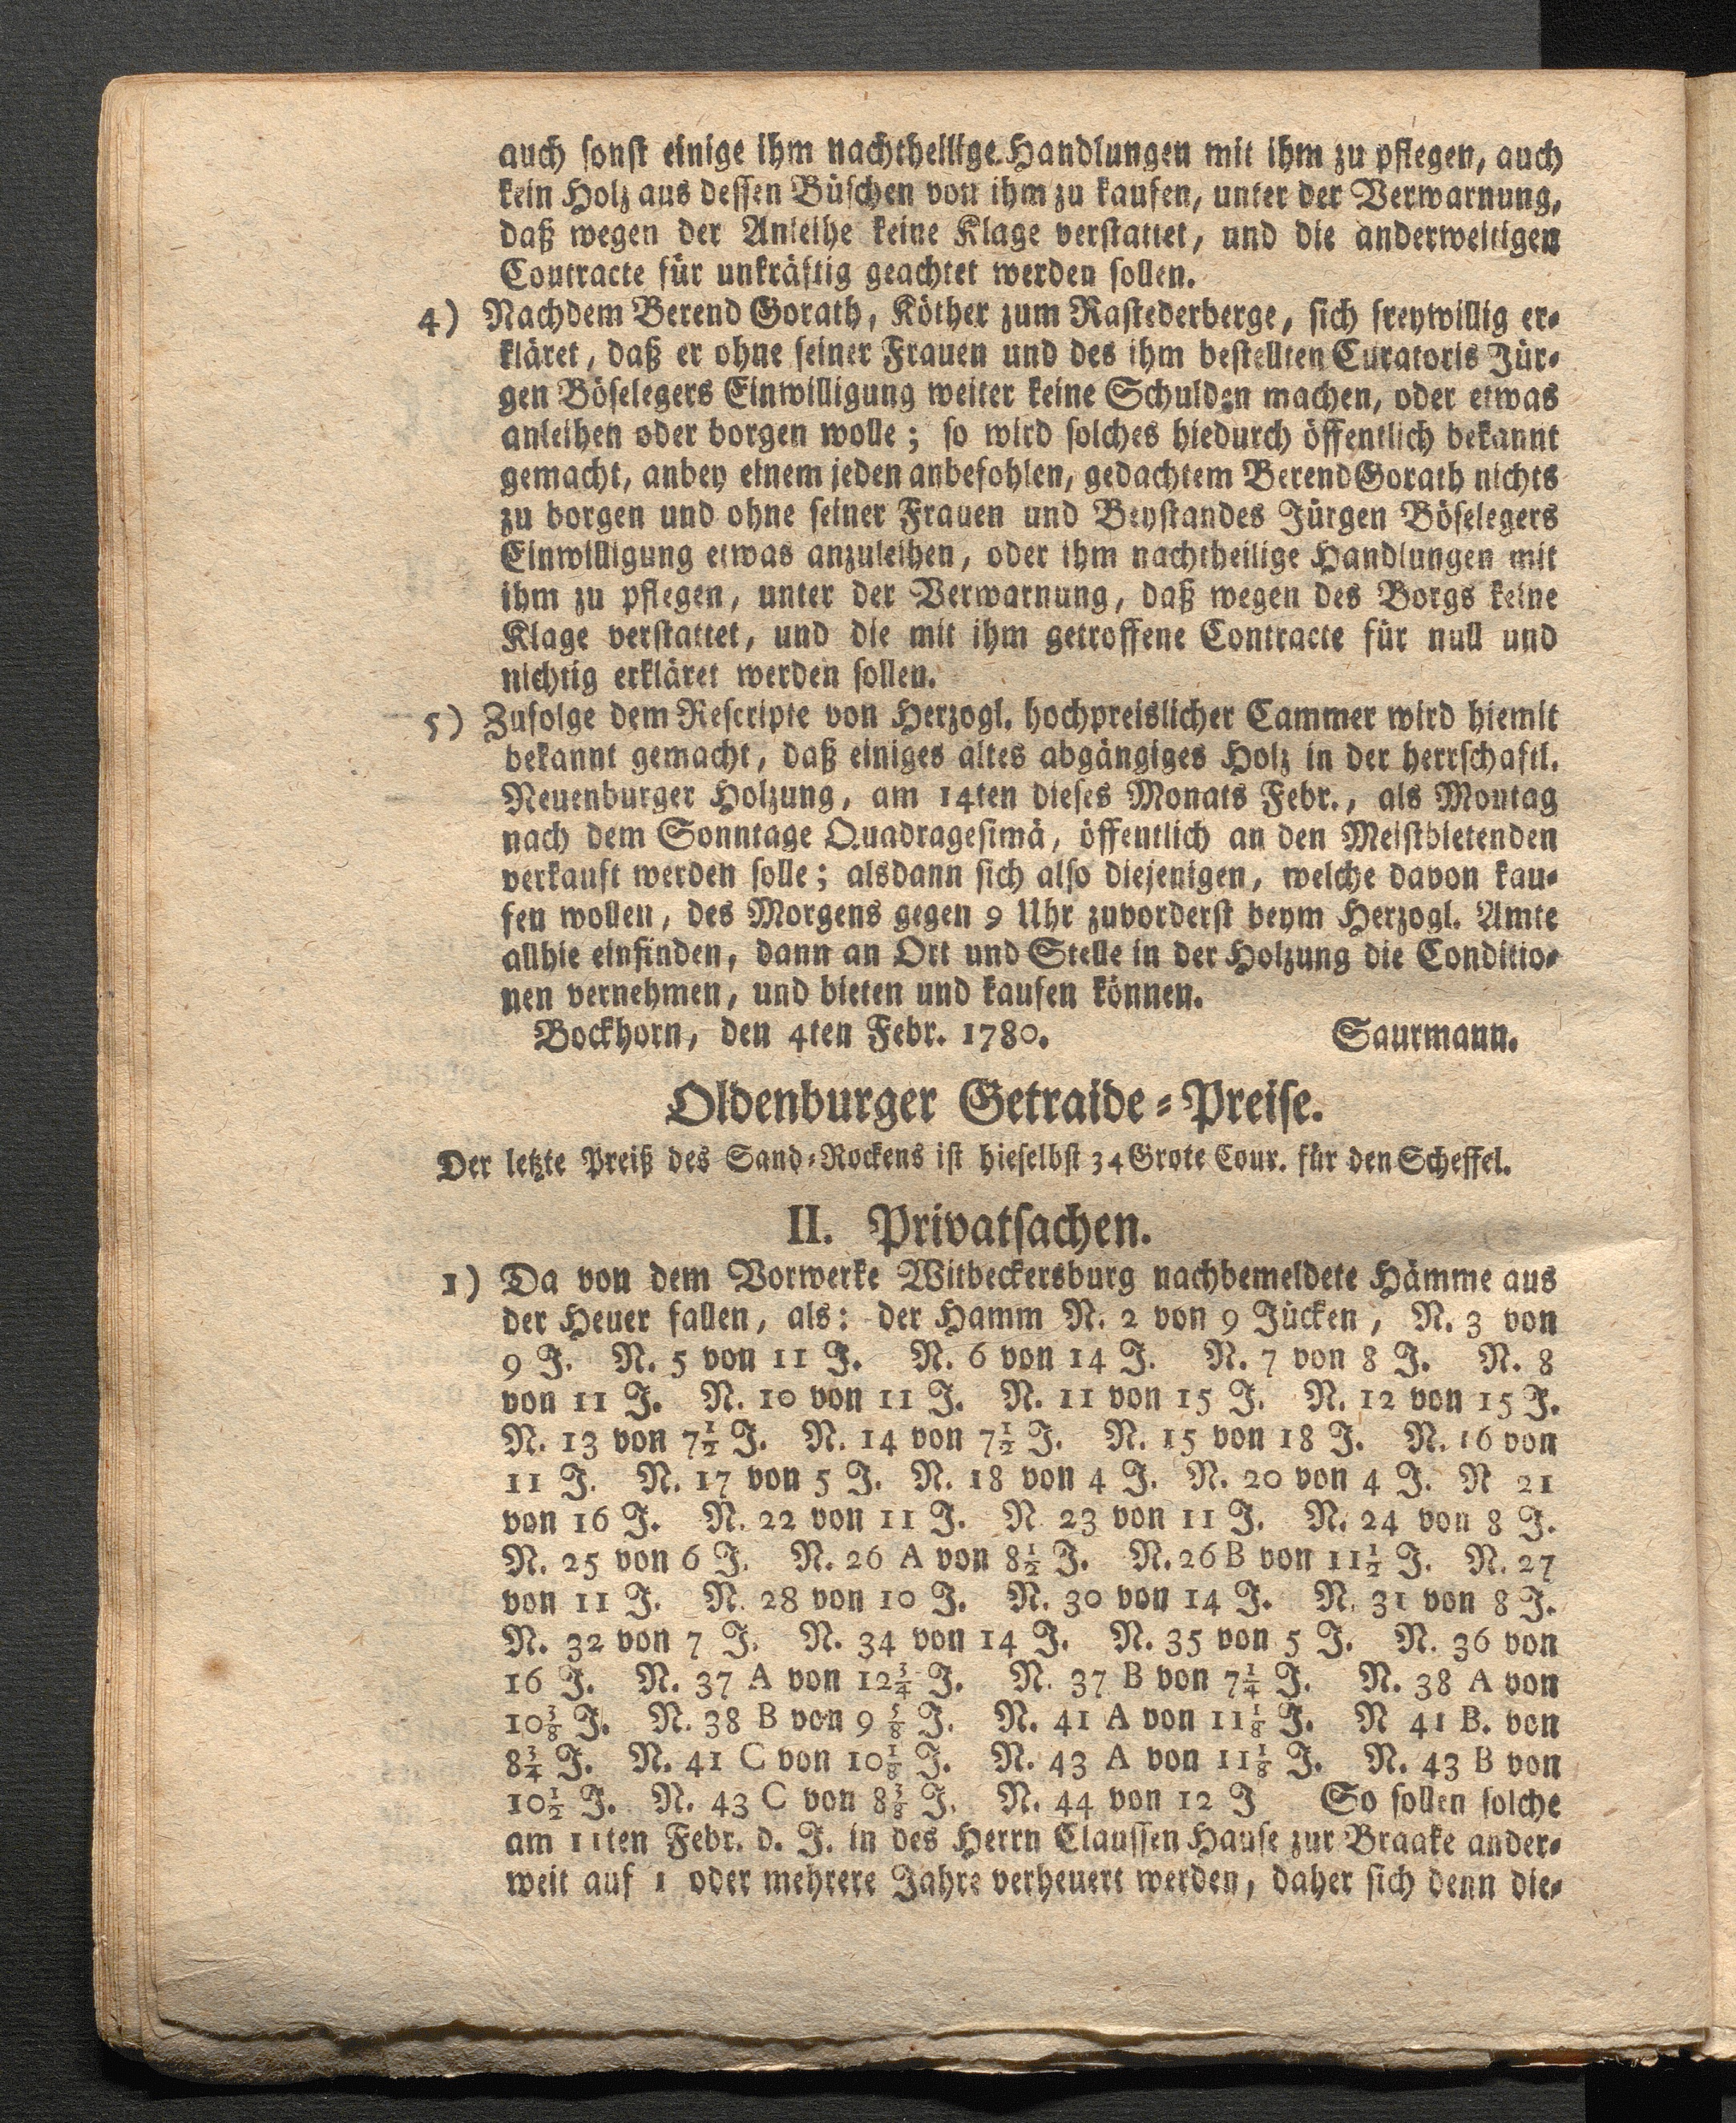 auch sonst einige ihm nachtheilige Handlungen mit ihm zu pflegen, auch
kein Holz aus dessen Büschen von ihm zu kaufen, unter der Verwarnung,
daß wegen der Anleihe keine Klage verstattet, und die anderweitigen
Contracte für unkräftig geachtet werden sollen.
4) Nachdem Berend Gorath, Köther zum Rastederberge, sich freywillig er-
kläret, daß er ohne seiner Frauen und des ihm bestellten Curatoris Jür-
gen Böselegers Einwilligung weiter keine Schulden machen, oder etwas
anleihen oder borgen wolle; so wird solches hiedurch öffentlich bekannt
gemacht, anbey einem jeden anbefohlen, gedachtem Berend Gorath nichts
zu borgen und ohne seiner Frauen und Beystandes Jürgen Böselegers
Einwilligung etwas anzuleihen, oder ihm nachtheilige Handlungen mit
ihm zu pflegen, unter der Verwarnung, daß wegen des Borgs keine
Klage verstattet, und die mit ihm getroffene Contracte für null und
nichtig erkläret werden sollen.
5) Zufolge dem Rescripte von Herzogl. hochpreislicher Cammer wird hiemit
bekannt gemacht, daß einiges altes abgängiges Holz in der herrschaftl.
Neuenburger Holzung, am 14ten dieses Monats Febr., als Montag
nach dem Sonntage Quadragesimä, öffentlich an den Meistbietenden
verkauft werden solle; alsdann sich also diejenigen, welche davon kau-
fen wollen, des Morgens gegen 9 Uhr zuvorderst beym Herzogl. Amte
allhie einfinden, dann an Ort und Stelle in der Holzung die Conditio-
nen vernehmen, und bieten und kaufen können.
Bockhorn, den 4ten Febr. 1780. Saurmann.
Oldenburger Getraide-Preise.
Der letzte Preiß des Sand-Rockens ist hieselbst 34 Grote Cour. für den Scheffel.
II. Privatsachen.
1) Da von dem Vorwerke Witbeckersburg nachbemeldete Hämme aus
der Heuer fallen, als: der Hamm N. 2 von 9 Jücken, N. 3 von
9 J. N. 5 von 11 J. N. 6 von 14 J. N. 7 von 8 J. N. 8
von 11 J. N. 10 von 11 J. N. 11 von 15 J. N. 12 von 15 J.
N. 13 von 7½ J. N. 14 von 7½ J. N. 15 von 18 J. N. 16 von
11 J. N. 17 von 5 J. N. 18 von 4 J. N. 20 von 4 J. N 21
von 16 J. N. 22 von 11 J. N 23 von 11 J. N. 24 von 8 J.
N. 25 von 6 J. N. 26 A von 8½ J. N. 26 B von 11½ J. N. 27
von 11 J. N. 28 von 10 J. N. 30 von 14 J. N. 31 von 8 J.
N. 32 von 7 J. N. 34 von 14 J. N. 35 von 5 J. N. 36 von
16 J. N. 37 A von 12¾ J. N. 37 B von 7¼ J. N. 38 A von
10⅜ J. N. 38 B von 9⅝ J. N. 41 A von 11⅛ J. N 41 B. von
8¾ J. N. 41 C von 10⅛ J. N. 43 A von 11⅛ J. N. 43 B von
10½ J. N. 43 C von 8⅜ J. N. 44 von 12 J So sollen solche
am 11ten Febr. d. J. in des Herrn Claussen Hause zur Braake ander-
weit auf 1 oder mehrere Jahre verheuert werden, daher sich denn die-